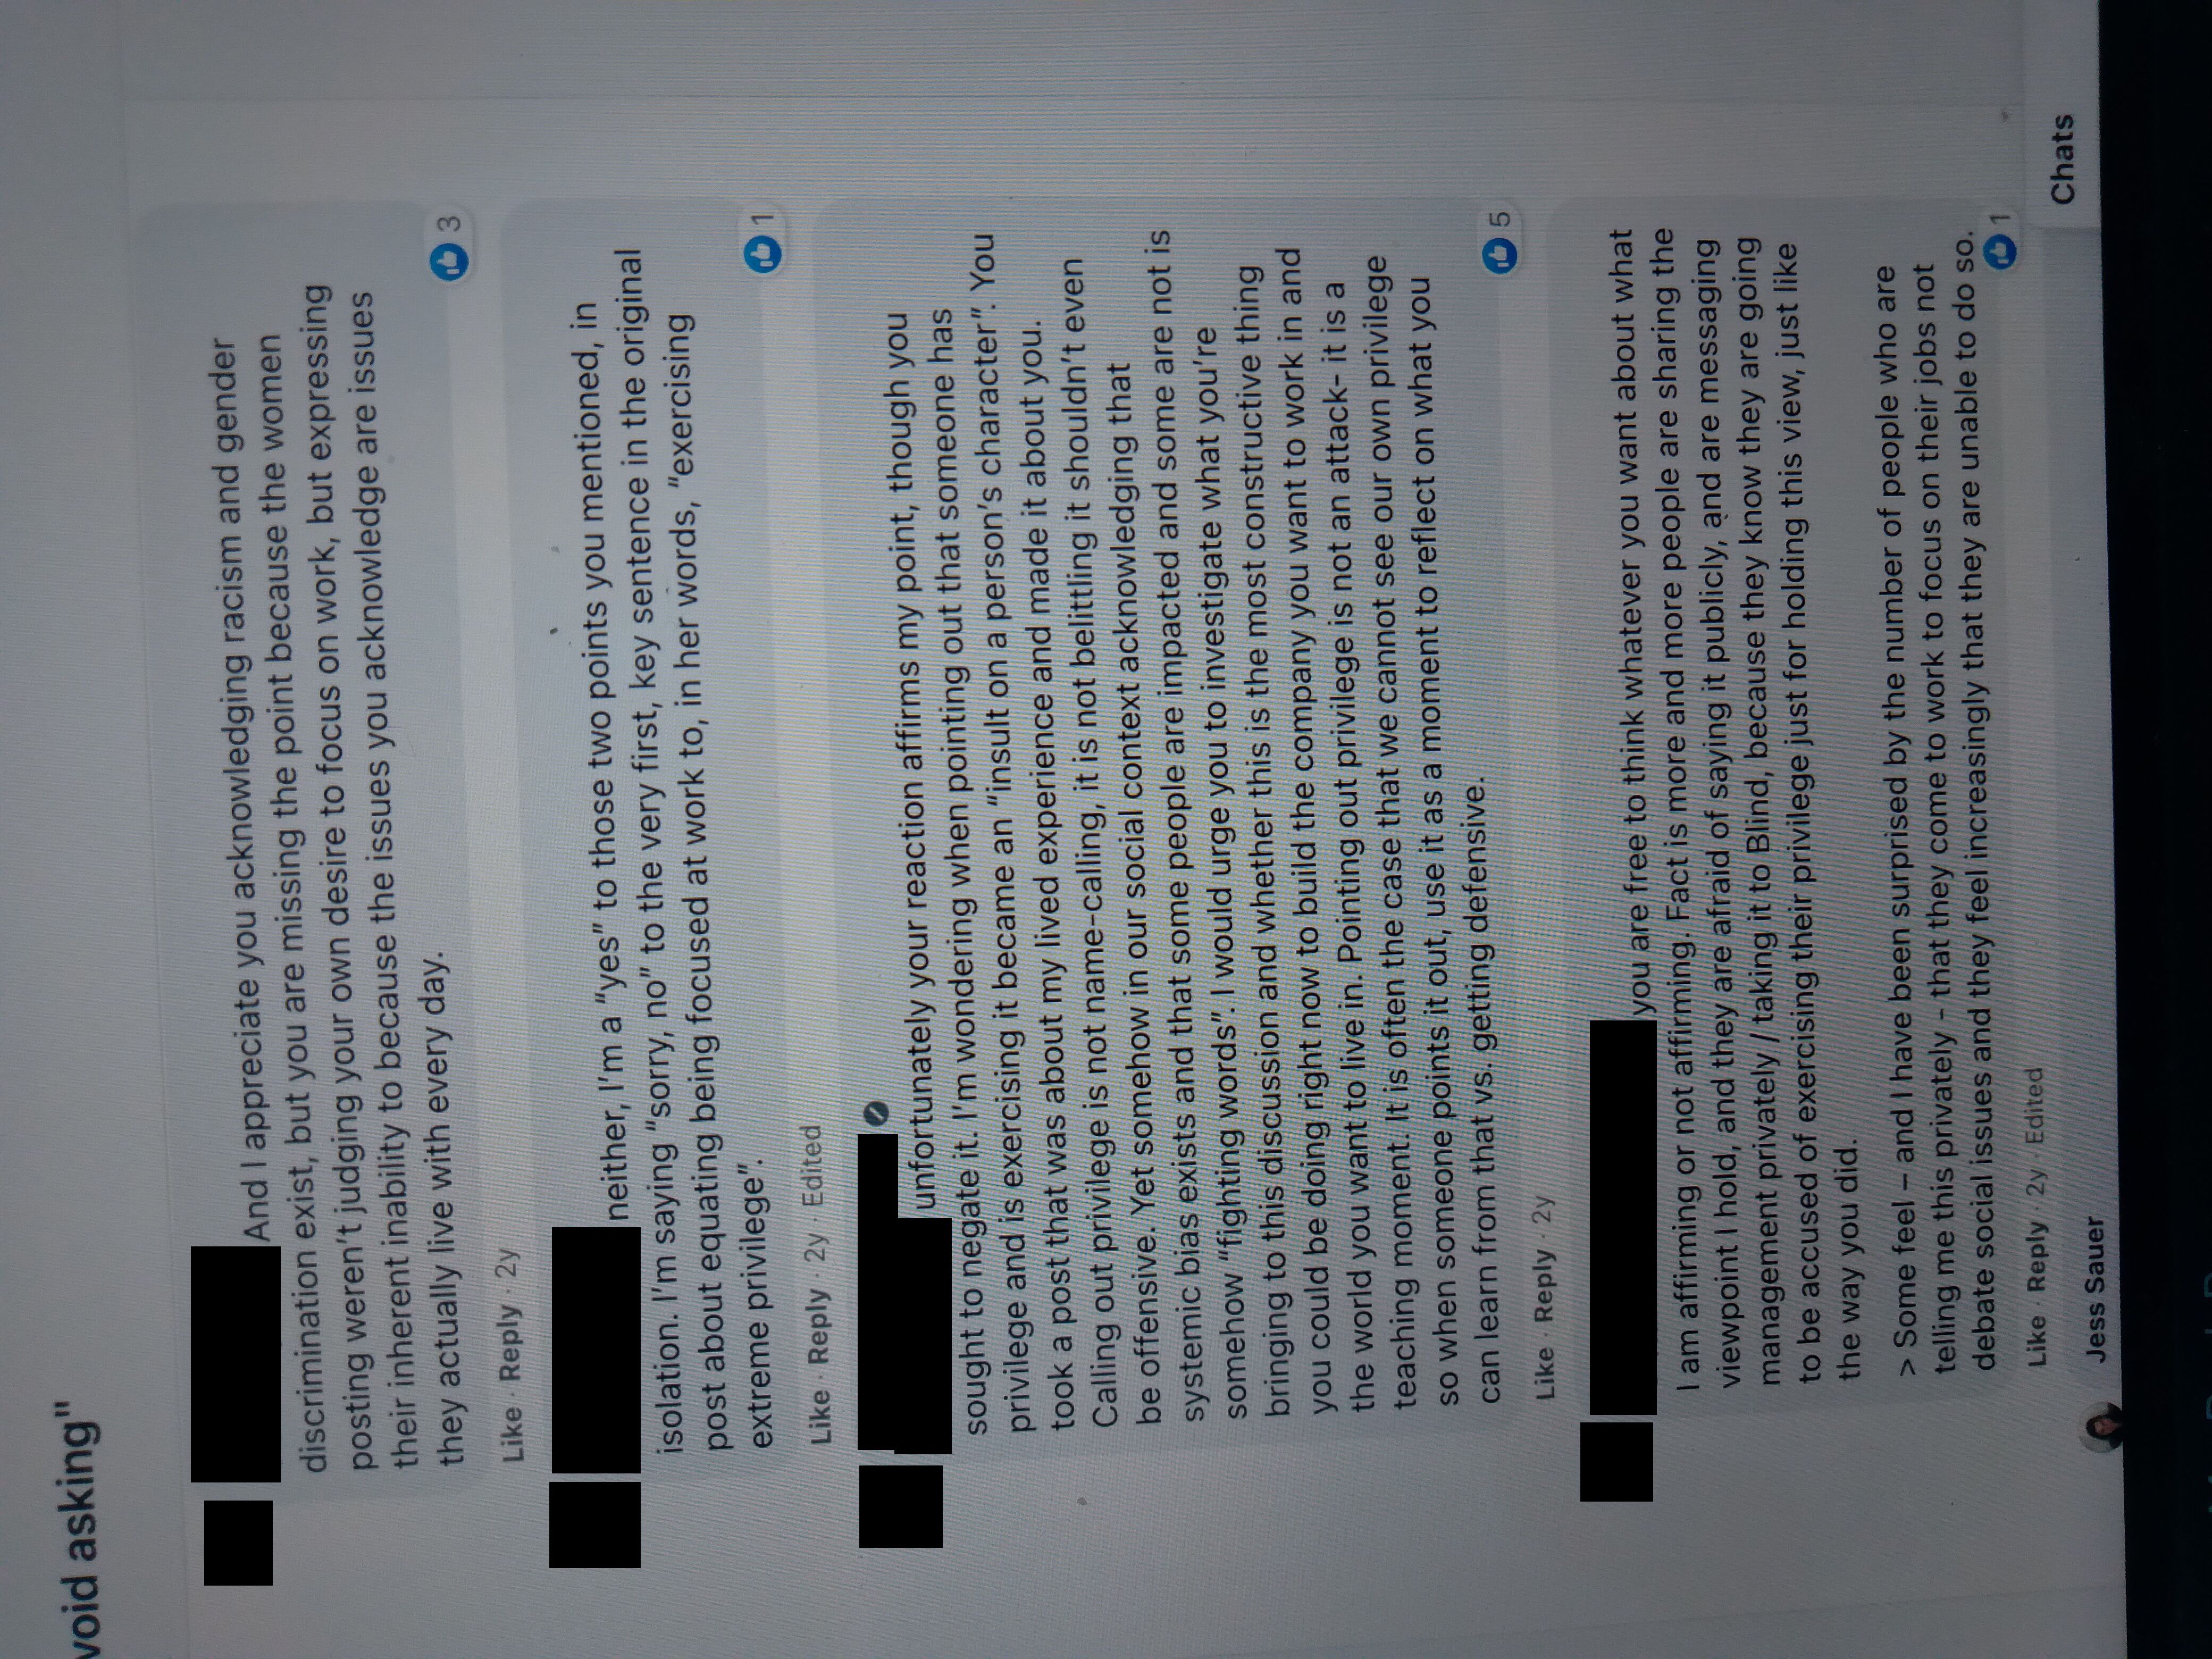 void asking"
And I appreciate you acknowledging racism and gender
discrimination exist, but you are missing the point because the women
posting weren't judging your own desire to focus on work, but expressing
their inherent inability to because the issues you acknowledge are issues
they actually live with every day.
3
Like · Reply · 2y
neither, I'm a "yes" to those two points you mentioned, in
isolation. I'm saying "sorry, no" to the very first, key sentence in the original
post about equating being focused at work to, in her words, "exercising
extreme privilege".
1
Like · Reply · 2y · Edited
unfortunately your reaction affirms my point, though you
sought to negate it. I'm wondering when pointing out that someone has
privilege and is exercising it became an "insult on a person's character". You
took a post that was about my lived experience and made it about you.
Calling out privilege is not name-calling, it is not belittling it shouldn't even
be offensive. Yet somehow in our social context acknowledging that
systemic bias exists and that some people are impacted and some are not is
somehow "fighting words". I would urge you to investigate what you're
bringing to this discussion and whether this is the most constructive thing
you could be doing right now to build the company you want to work in and
the world you want to live in. Pointing out privilege is not an attack- it is a
teaching moment. It is often the case that we cannot see our own privilege
so when someone points it out, use it as a moment to reflect on what you
can learn from that vs. getting defensive.
5
Like · Reply · 2y
you are free to think whatever you want about what
I am affirming or not affirming. Fact is more and more people are sharing the
viewpoint I hold, and they are afraid of saying it publicly, and are messaging
management privately / taking it to Blind, because they know they are going
to be accused of exercising their privilege just for holding this view, just like
the way you did.
> Some feel – and I have been surprised by the number of people who are
telling me this privately – that they come to work to focus on their jobs not
debate social issues and they feel increasingly that they are unable to do so.
1
Like · Reply · 2y · Edited
Jess Sauer
Chats